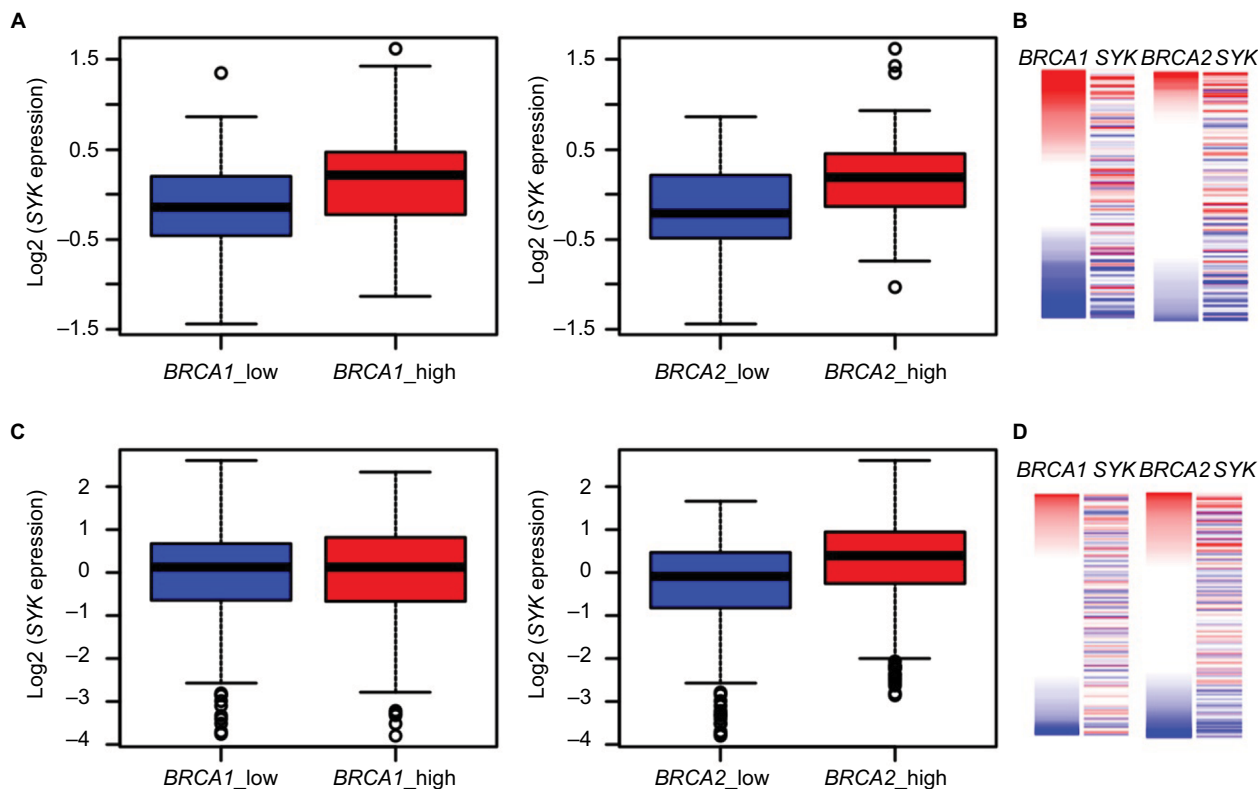 A
Log2 (SYK epression)
1.5
0.5
–0.5
–1.5
BRCA1_low
BRCA1_high
Log2 (SYK epression)
1.5
0.5
–0.5
–1.5
BRCA2_low
BRCA2_high
B
BRCA1 SYK BRCA2 SYK
C
Log2 (SYK epression)
2
1
0
–1
–2
–3
–4
BRCA1_low
BRCA1_high
Log2 (SYK epression)
2
1
0
–1
–2
–3
–4
BRCA2_low
BRCA2_high
D
BRCA1 SYK BRCA2 SYK